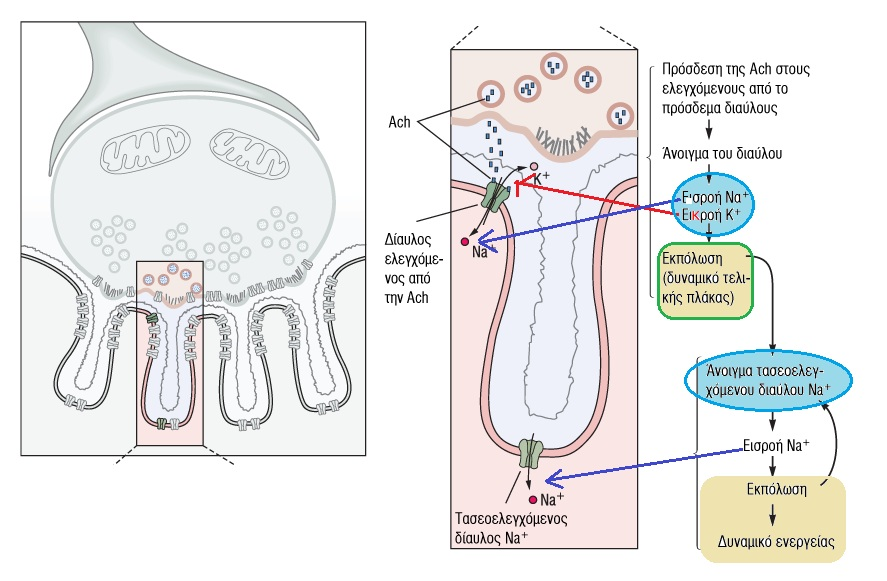 Ach
K+
Δίαυλος
ελεγχόμε-
νος από
την Ach
Na+
Na+
Τασεοελεγχόμενος
δίαυλος Na+
Πρόσδεση της Ach στους
ελεγχόμενους από το
πρόσδεμα διαύλους
Άνοιγμα του διαύλου
Εισροή Na+
Εκροή K+
Εκπόλωση
(δυναμικό τελι-
κής πλάκας)
Άνοιγμα τασεοελεγ-
χόμενου διαύλου Na+
Εισροή Na+
Εκπόλωση
Δυναμικό ενεργείας